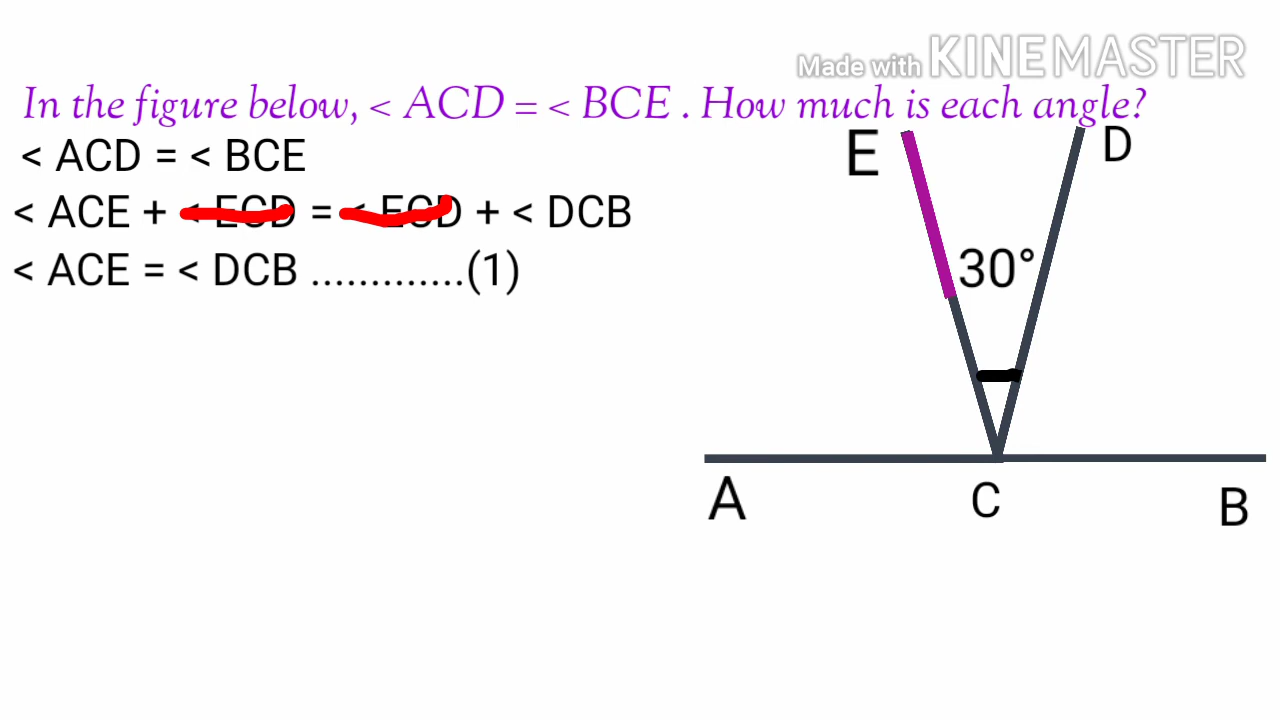 Made with KINEMASTER
In the figure below, < ACD = < BCE . How much is each angle?
< ACD = < BCE
< ACE + < ECD = < ECD + < DCB
< ACE = < DCB .............(1)
E
D
30°
A
C
B